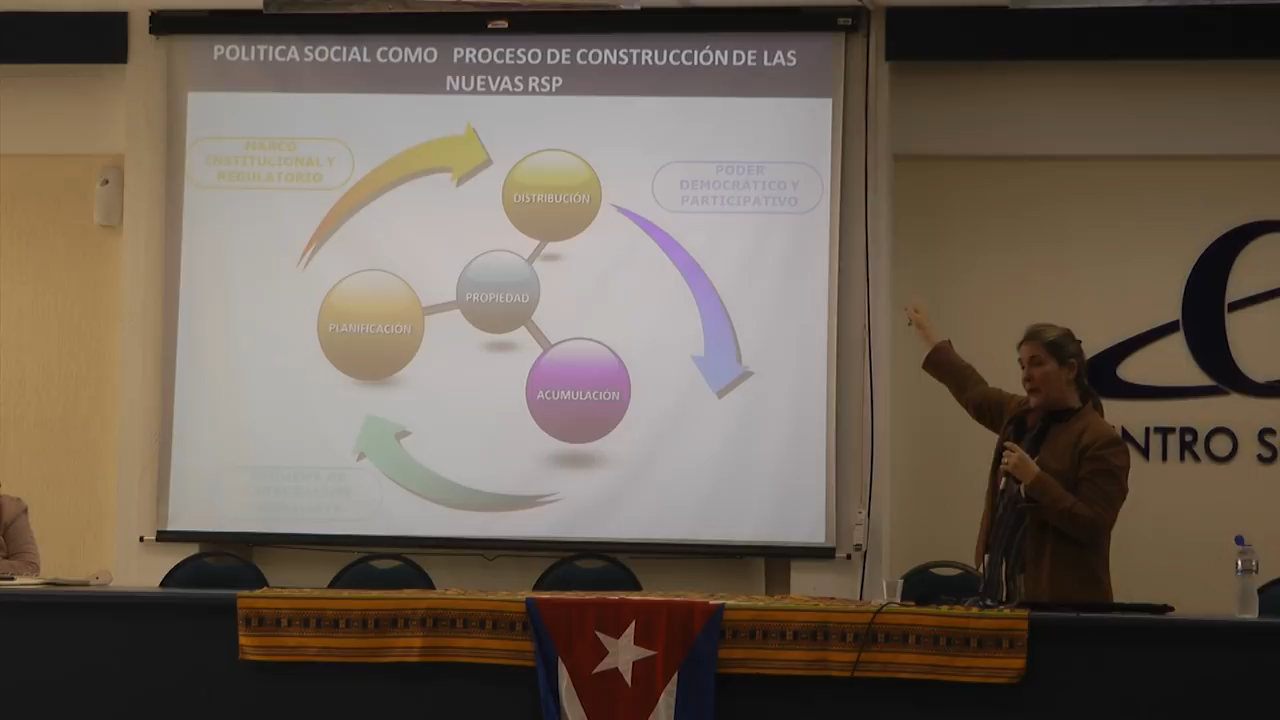 POLITICA SOCIAL COMO PROCESO DE CONSTRUCCIÓN DE LAS
NUEVAS RSP
MARCO
INSTITUCIONAL Y
REGULATORIO
PODER
DEMOCRÁTICO Y
PARTICIPATIVO
DISTRIBUCIÓN
PROPIEDAD
PLANIFICACIÓN
ACUMULACIÓN
NTRO S